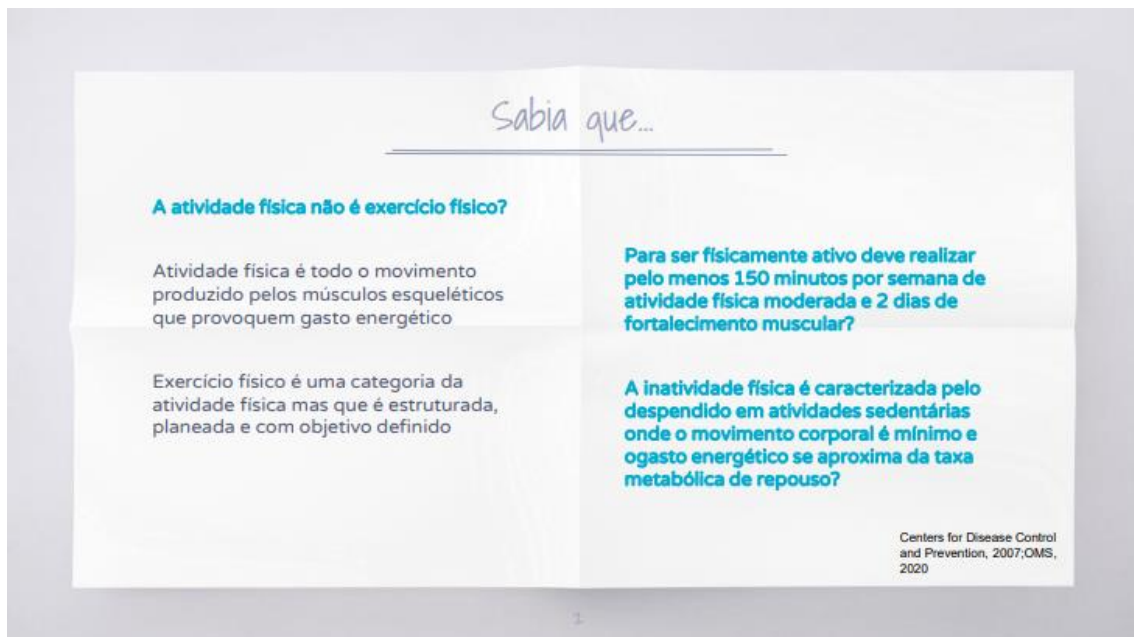 Sabia que...
A atividade física não é exercício físico?
Atividade física é todo o movimento
produzido pelos músculos esqueléticos
que provoquem gasto energético
Exercício físico é uma categoria da
atividade física mas que é estruturada,
planeada e com objetivo definido
Para ser físicamente ativo deve realizar
pelo menos 150 minutos por semana de
atividade física moderada e 2 dias de
fortalecimento muscular?
A inatividade física é caracterizada pelo
despendido em atividades sedentárias
onde o movimento corporal é mínimo e
ogasto energético se aproxima da taxa
metabólica de repouso?
Centers for Disease Control
and Prevention, 2007;OMS,
2020
2